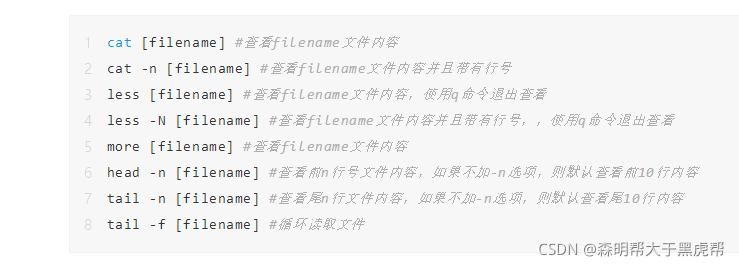 1 cat [filename] #查看filename文件内容
2 cat -n [filename] #查看filename文件内容并且带有行号
3 less [filename] #查看filename文件内容，使用q命令退出查看
4 less -N [filename] #查看filename文件内容并且带有行号，，使用q命令退出查看
5 more [filename] #查看filename文件内容
6 head -n [filename] #查看前n行号文件内容，如果不加-n选项，则默认查看前10行内容
7 tail -n [filename] #查看尾n行文件内容，如果不加-n选项，则默认查看尾10行内容
8 tail -f [filename] #循环读取文件
CSDN @森明帮大于黑虎帮